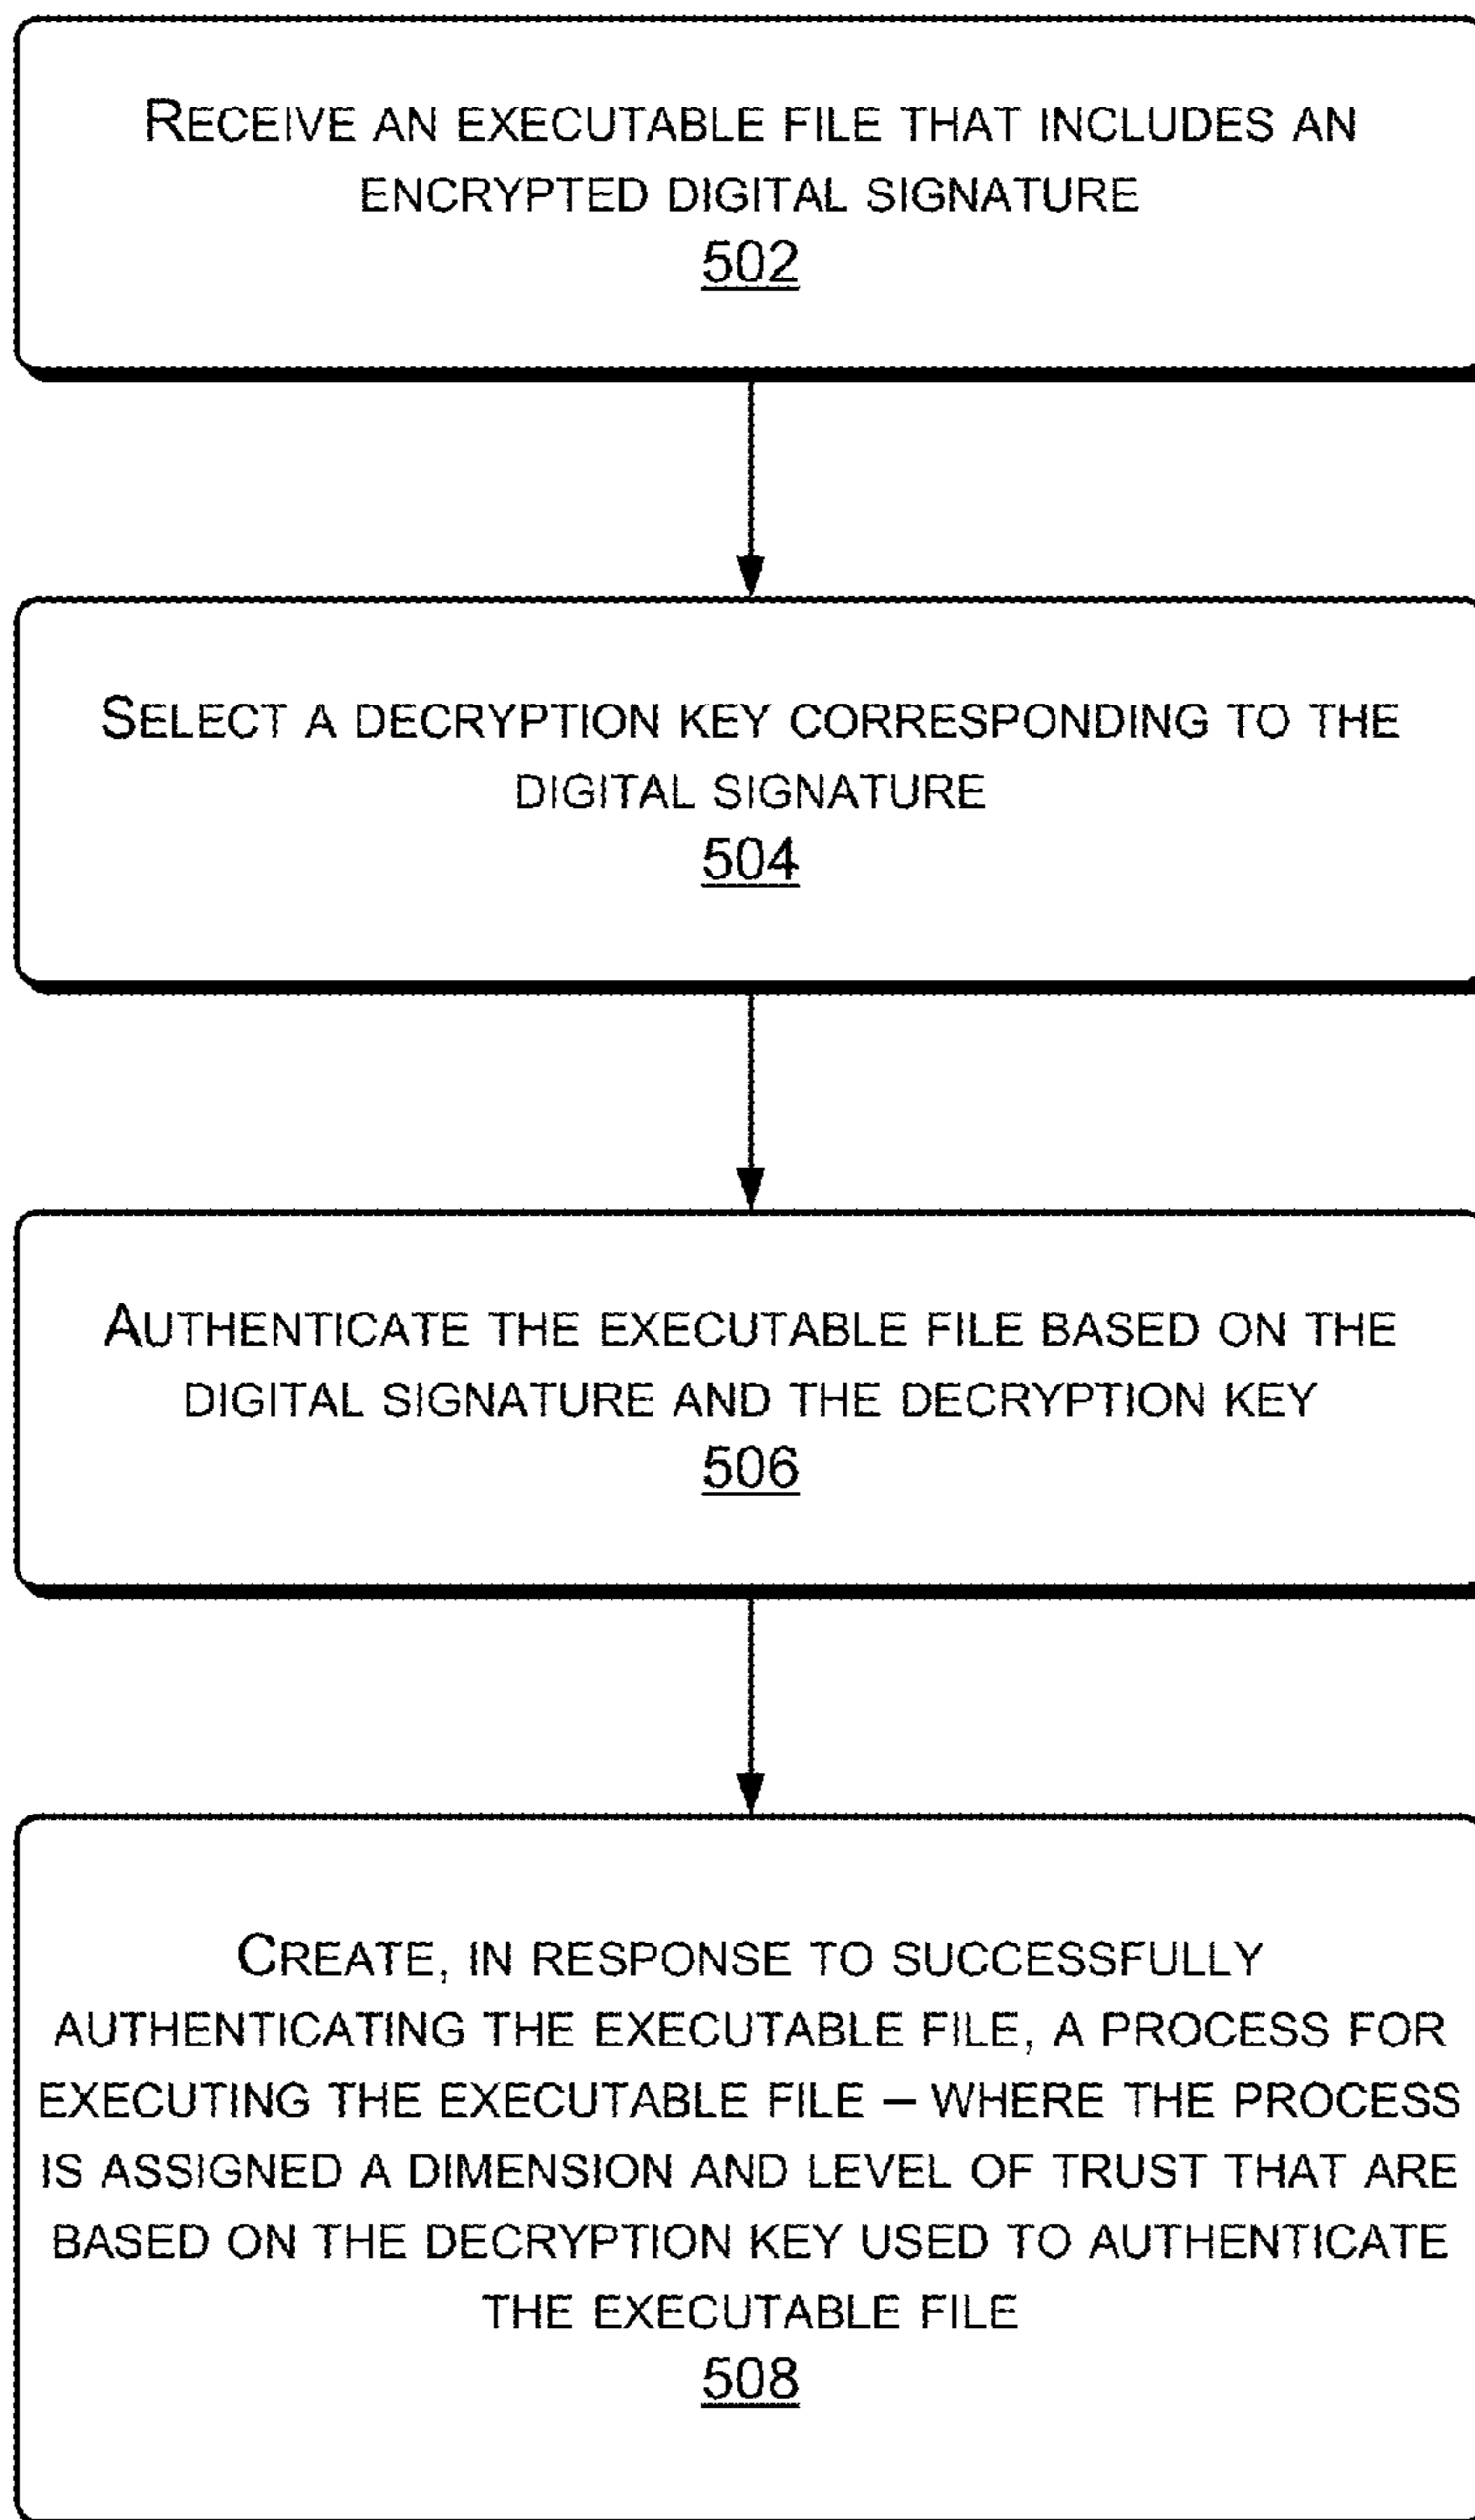 RECEIVE AN EXECUTABLE FILE THAT INCLUDES AN
ENCRYPTED DIGITAL SIGNATURE
502
SELECT A DECRYPTION KEY CORRESPONDING TO THE
DIGITAL SIGNATURE
504
AUTHENTICATE THE EXECUTABLE FILE BASED ON THE
DIGITAL SIGNATURE AND THE DECRYPTION KEY
506
CREATE, IN RESPONSE TO SUCCESSFULLY
AUTHENTICATING THE EXECUTABLE FILE, A PROCESS FOR
EXECUTING THE EXECUTABLE FILE – WHERE THE PROCESS
IS ASSIGNED A DIMENSION AND LEVEL OF TRUST THAT ARE
BASED ON THE DECRYPTION KEY USED TO AUTHENTICATE
THE EXECUTABLE FILE
508